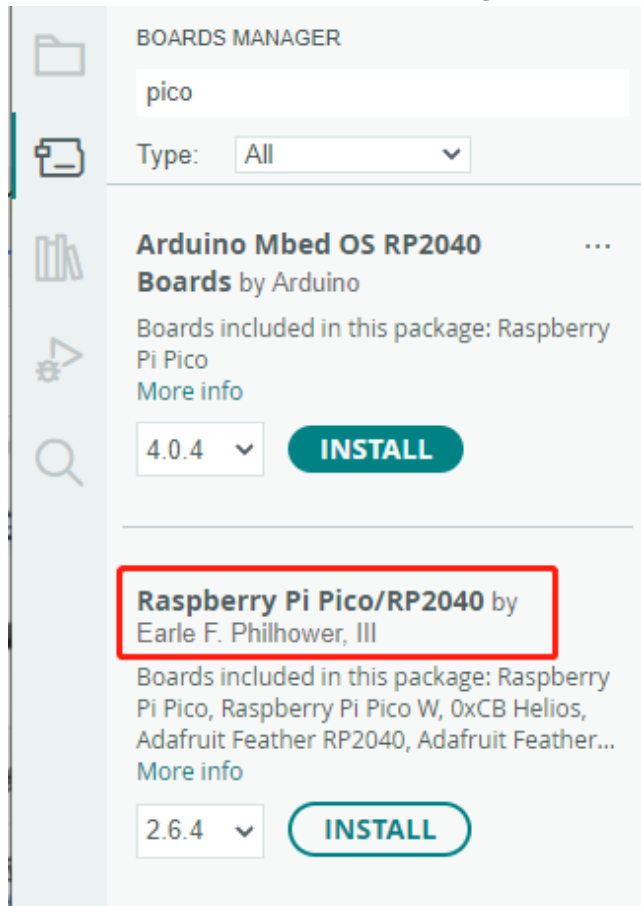 BOARDS MANAGER
pico
Type: All
Arduino Mbed OS RP2040 ...
Boards by Arduino
Boards included in this package: Raspberry
Pi Pico
More info
4.0.4 INSTALL
Raspberry Pi Pico/RP2040 by
Earle F. Philhower, III
Boards included in this package: Raspberry
Pi Pico, Raspberry Pi Pico W, 0xCB Helios,
Adafruit Feather RP2040, Adafruit Feather...
More info
2.6.4 INSTALL